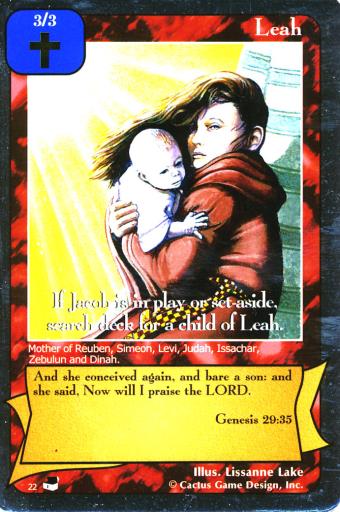 3/3
Leah
If Jacob is in play or set-aside,
search deck for a child of Leah.
Mother of Reuben, Simeon, Levi, Judah, Issachar,
Zebulun and Dinah.
And she conceived again, and bare a son: and
she said, Now will I praise the LORD.
Genesis 29:35
Illus. Lissanne Lake
22
© Cactus Game Design, Inc.